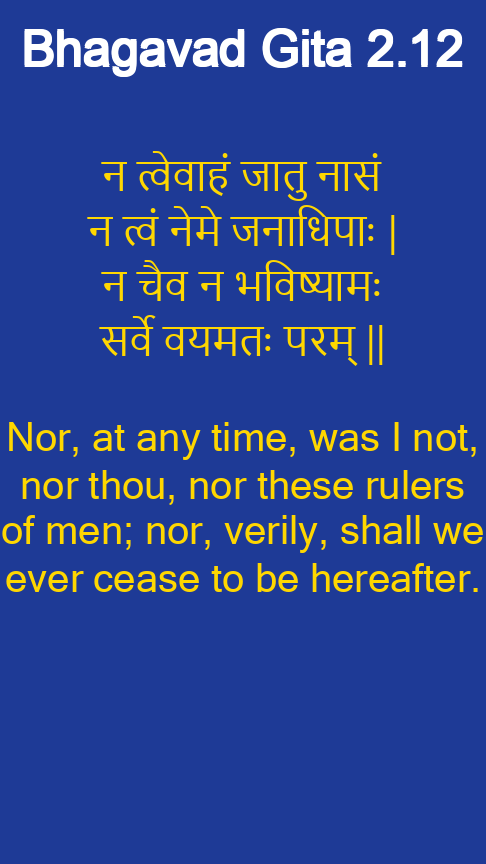 Bhagavad Gita 2.12
न त्वेवाहं जातु नासं
न त्वं नेमे जनाधिपाः |
न चैव न भविष्यामः
सर्वे वयमतः परम् ||
Nor, at any time, was I not,
nor thou, nor these rulers
of men; nor, verily, shall we
ever cease to be hereafter.